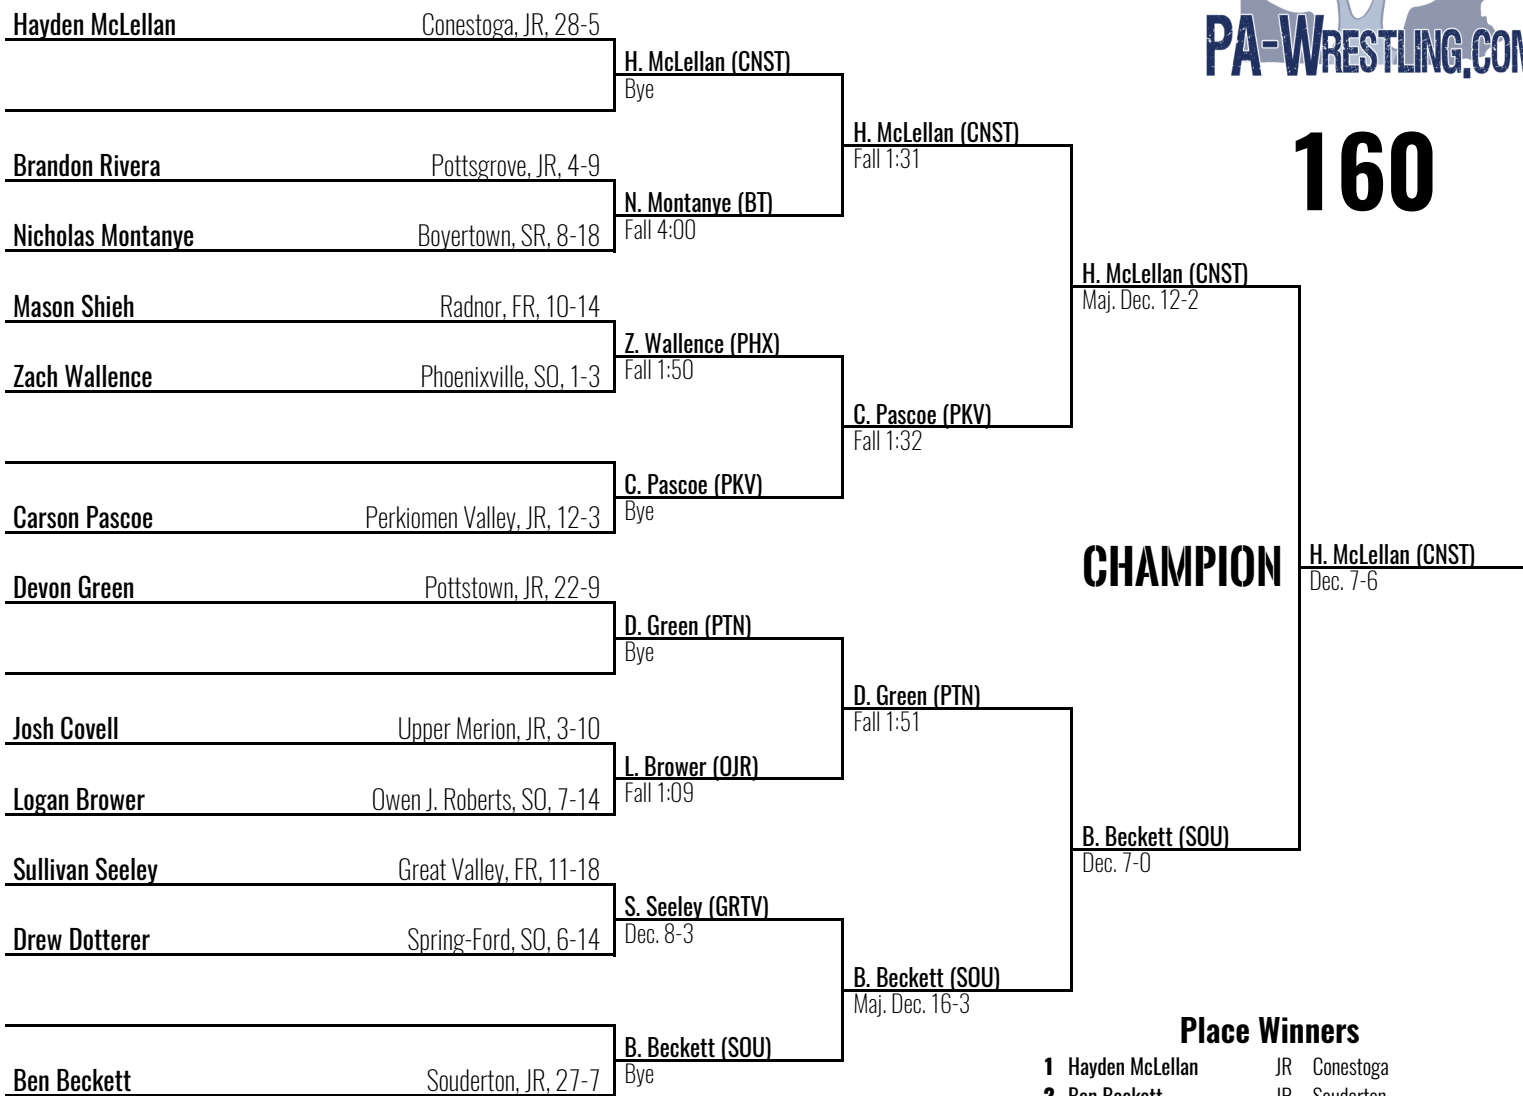 Hayden McLellan Conestoga, JR, 28-5
H. McLellan (CNST)
Bye
PA-WRESTLING.COM
H. McLellan (CNST)
Fall 1:31
160
Brandon Rivera Pottsgrove, JR, 4-9
N. Montanye (BT)
Fall 4:00
Nicholas Montanye Boyertown, SR, 8-18
H. McLellan (CNST)
Maj. Dec. 12-2
Mason Shieh Radnor, FR, 10-14
Z. Wallence (PHX)
Fall 1:50
Zach Wallence Phoenixville, SO, 1-3
C. Pascoe (PKV)
Fall 1:32
C. Pascoe (PKV)
Bye
Carson Pascoe Perkiomen Valley, JR, 12-3
CHAMPION H. McLellan (CNST)
Dec. 7-6
Devon Green Pottstown, JR, 22-9
D. Green (PTN)
Bye
D. Green (PTN)
Fall 1:51
Josh Covell Upper Merion, JR, 3-10
L. Brower (OJR)
Fall 1:09
Logan Brower Owen J. Roberts, SO, 7-14
B. Beckett (SOU)
Dec. 7-0
Sullivan Seeley Great Valley, FR, 11-18
S. Seeley (GRTV)
Dec. 8-3
Drew Dotterer Spring-Ford, SO, 6-14
B. Beckett (SOU)
Maj. Dec. 16-3
B. Beckett (SOU)
Bye
Ben Beckett Souderton, JR, 27-7
Place Winners
1 Hayden McLellan JR Conestoga
2 Ben Beckett JR Souderton